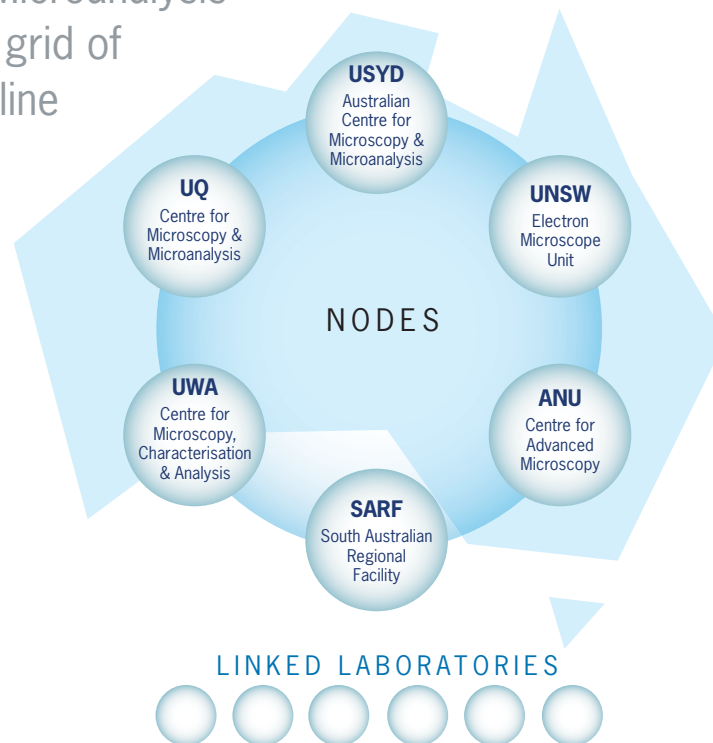 Microanalysis
grid of
line
USYD
Australian
Centre for
Microscopy &
Microanalysis
UQ
Centre for
Microscopy &
Microanalysis
UNSW
Electron
Microscope
Unit
NODES
UWA
Centre for
Microscopy,
Characterisation
& Analysis
ANU
Centre for
Advanced
Microscopy
SARF
South Australian
Regional
Facility
LINKED LABORATORIES